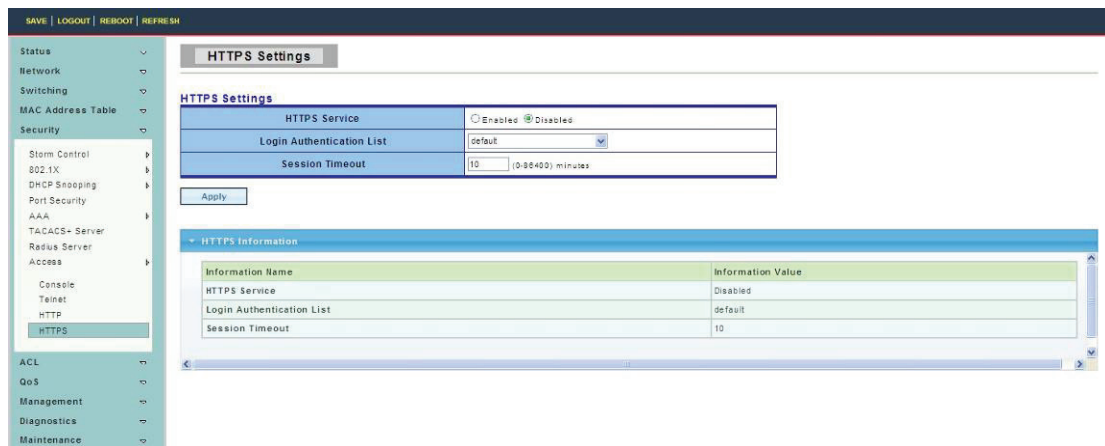 SAVE | LOGOUT | REBOOT | REFRESH
Status
Network
Switching
MAC Address Table
Security
Storm Control
802.1X
DHCP Snooping
Port Security
AAA
TACACS+ Server
Radius Server
Access
Console
Telnet
HTTP
HTTPS
ACL
QoS
Management
Diagnostics
Maintenance
HTTPS Settings
HTTPS Settings
HTTPS Service Enabled Disabled
Login Authentication List default
Session Timeout 10 (0-86400) minutes
Apply
HTTPS Information
Information Name Information Value
HTTPS Service Disabled
Login Authentication List default
Session Timeout 10